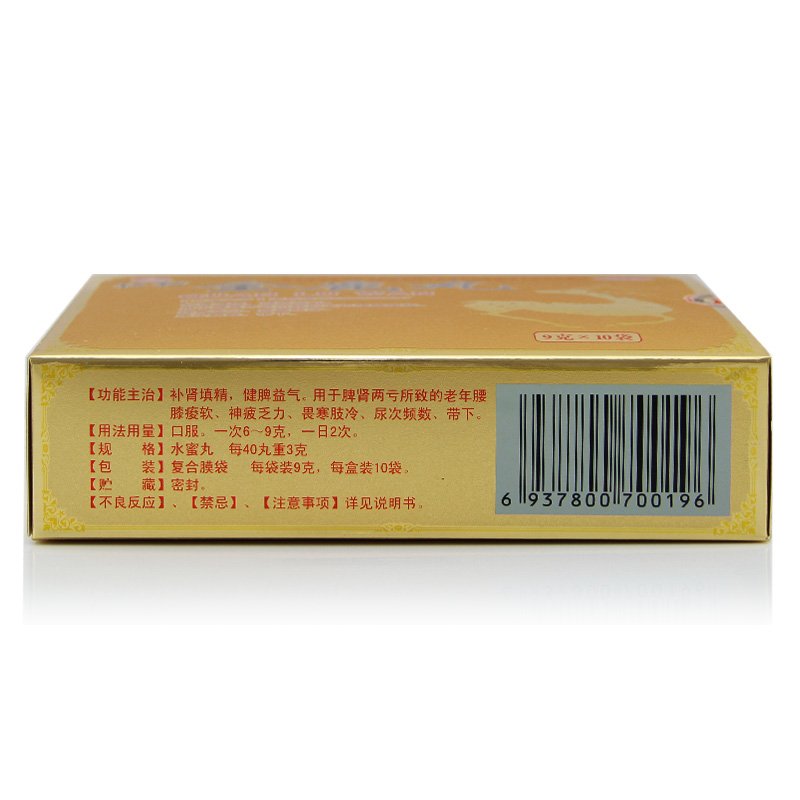 9克×10袋
【功能主治】补肾填精，健脾益气。用于脾肾两亏所致的老年腰
膝痠软、神疲乏力、畏寒肢冷、尿次频数、带下。
【用法用量】口服。一次6～9克，一日2次。
【规　　格】水蜜丸　每40丸重3克
【包　　装】复合膜袋　每袋装9克，每盒装10袋。
【贮　　藏】密封。
【不良反应】、【禁忌】、【注意事项】详见说明书。
6 937800 700196